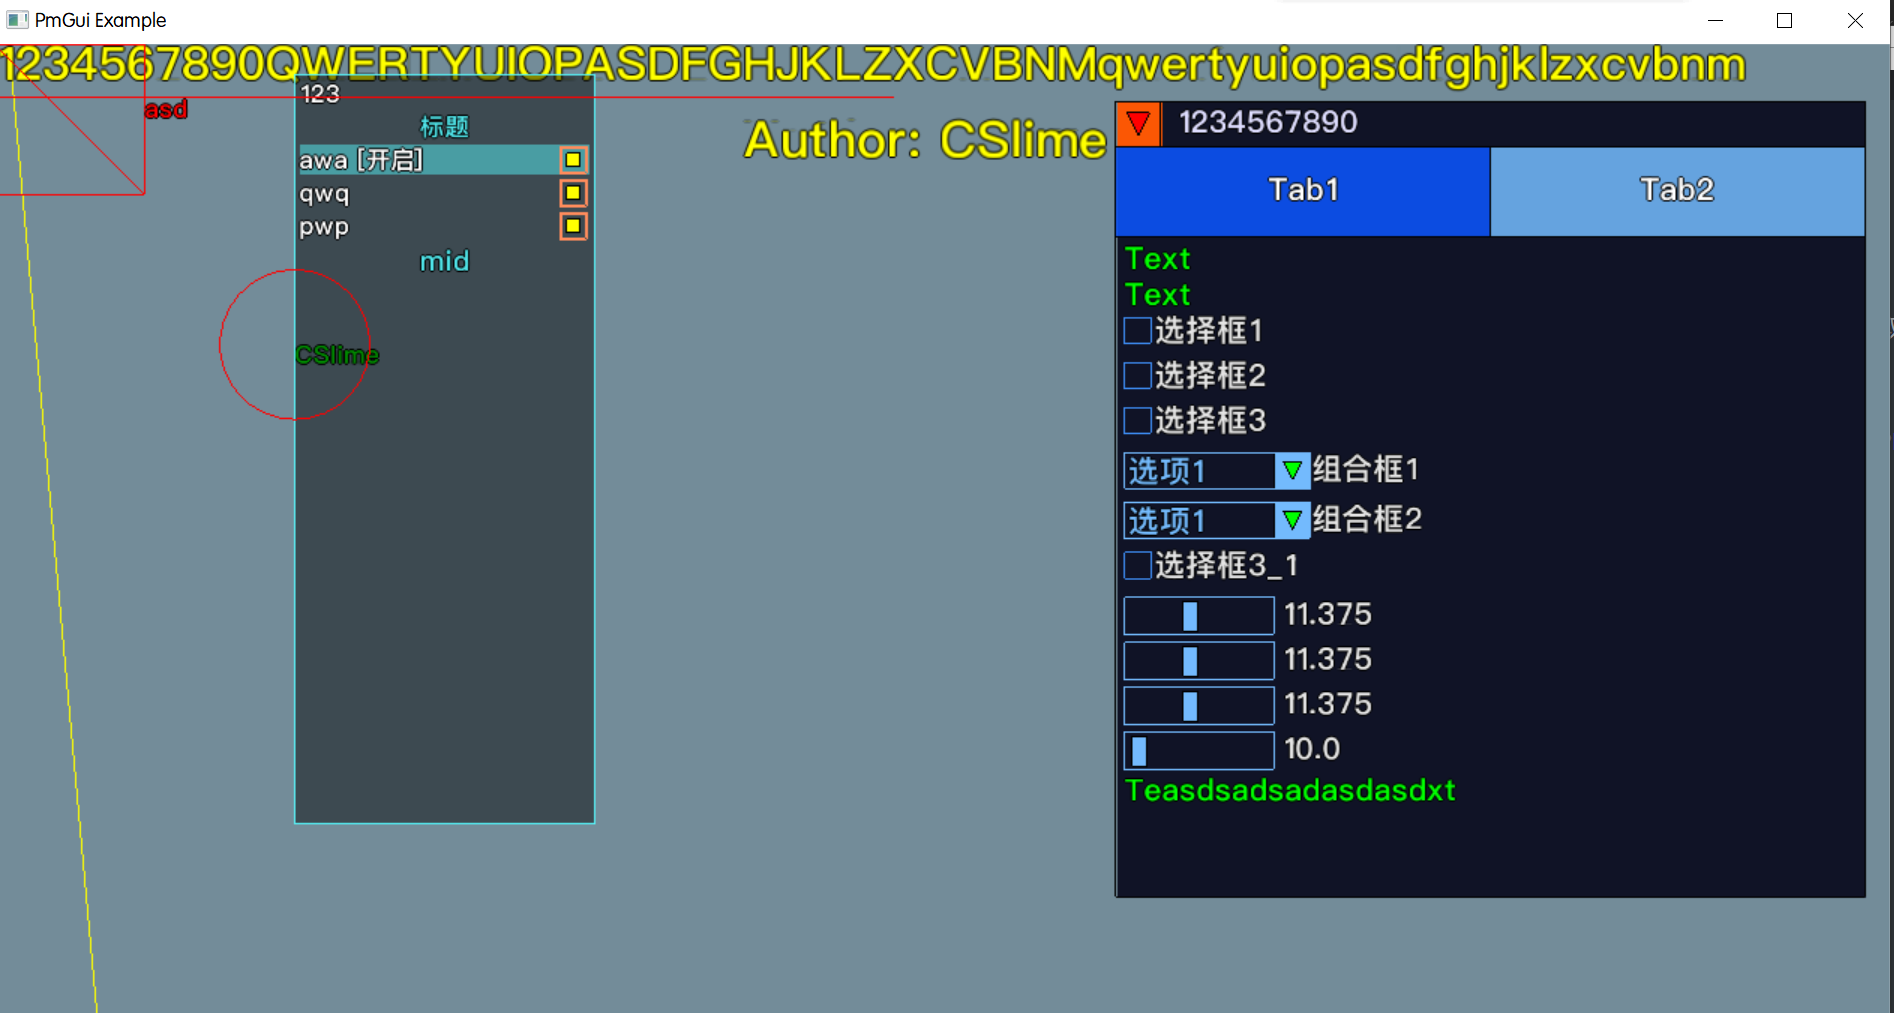 PmGui Example
1234567890QWERTYUIOPASDFGHJKLZXCVBNMqwertyuiopasdfghjklzxcvbnm
asd
123
标题
awa [开启]
qwq
pwp
mid
CSlime
Author: CSlime
1234567890
Tab1 Tab2
Text
Text
选择框1
选择框2
选择框3
选项1 组合框1
选项1 组合框2
选择框3_1
11.375
11.375
11.375
10.0
Teasdsadsadasdasdxt